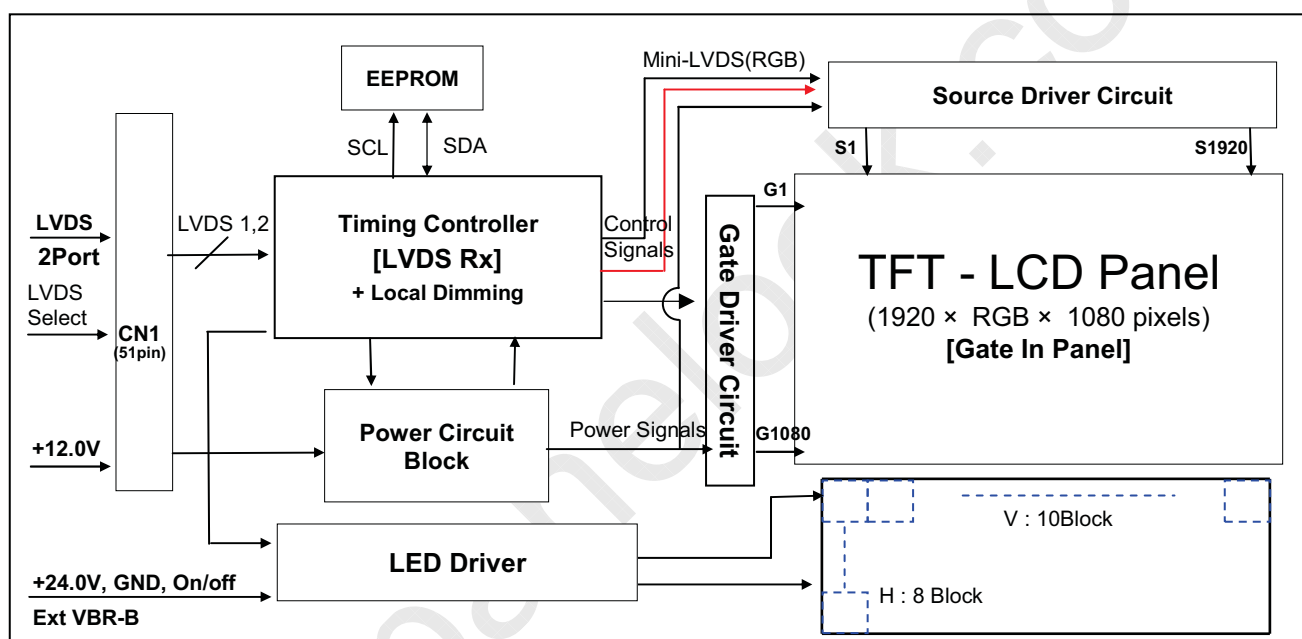 Mini-LVDS(RGB)
EEPROM
Source Driver Circuit
SCL
SDA
S1
S1920
G1
LVDS
2Port
LVDS 1,2
Timing Controller
[LVDS Rx]
+ Local Dimming
Control
Signals
Gate Driver Circuit
TFT - LCD Panel
(1920 × RGB × 1080 pixels)
[Gate In Panel]
LVDS
Select
CN1
(51pin)
+12.0V
Power Circuit
Block
Power Signals
G1080
V : 10Block
LED Driver
H : 8 Block
+24.0V, GND, On/off
Ext VBR-B